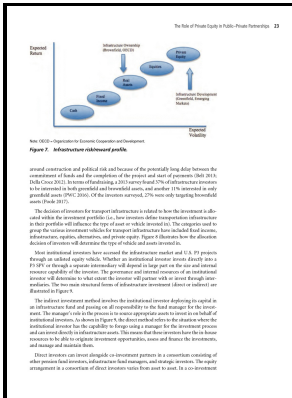 The Role of Private Equity in Public–Private Partnerships 23
Expected
Return
Infrastructure Ownership
(Brownfield, OECD)
Private
Equity
Equities
Real
Assets
Fixed
Income
Cash
Infrastructure Development
(Greenfield, Emerging
Markets)
Expected
Volatility
Note: OECD = Organization for Economic Cooperation and Development
Figure 7. Infrastructure risk/reward profile.
around construction and political risk and because of the potentially long delay between the
commitment of funds and the completion of the project and start of payments (Beli 2013;
Della Croce 2012). In terms of fundraising, a 2015 survey found 57% of infrastructure investors
to be interested in both greenfield and brownfield assets, and another 11% interested in only
greenfield assets (PWC 2016). Of the investors surveyed, 27% were only targeting brownfield
assets (Poole 2017).
The decision of investors for transport infrastructure is related to how the investment is allo-
cated within the investment portfolio (i.e., how investors define transportation infrastructure
in their portfolio will influence the type of asset or vehicle invested in). The categories used to
group the various investment vehicles for transport infrastructure have included fixed income,
infrastructure, equities, alternatives, and private equity. Figure 8 illustrates how the allocation
decision of investors will determine the type of vehicle and assets invested in.
Most institutional investors have accessed the infrastructure market and U.S. P3 projects
through an unlisted equity vehicle. Whether an institutional investor invests directly into a
P3 SPV or through a separate intermediary will depend in large part on the size and internal
resource capability of the investor. The governance and internal resources of an institutional
investor will determine to what extent the investor will partner with or invest through inter-
mediaries. The two main structural forms of infrastructure investment (direct or indirect) are
illustrated in Figure 9.
The indirect investment method involves the institutional investor deploying its capital in
an infrastructure fund and passing on all responsibility to the fund manager for the invest-
ment. The manager's role in the process is to source appropriate assets to invest in on behalf of
institutional investors. As shown in Figure 9, the direct method refers to the situation where the
institutional investor has the capability to forego using a manager for the investment process
and can invest directly in infrastructure assets. This means that these investors have the in-house
resources to be able to originate investment opportunities, assess and finance the investments,
and manage and maintain them.
Direct investors can invest alongside co-investment partners in a consortium consisting of
other pension fund investors, infrastructure fund managers, and strategic investors. The equity
arrangement in a consortium of direct investors varies from asset to asset. In a co-investment